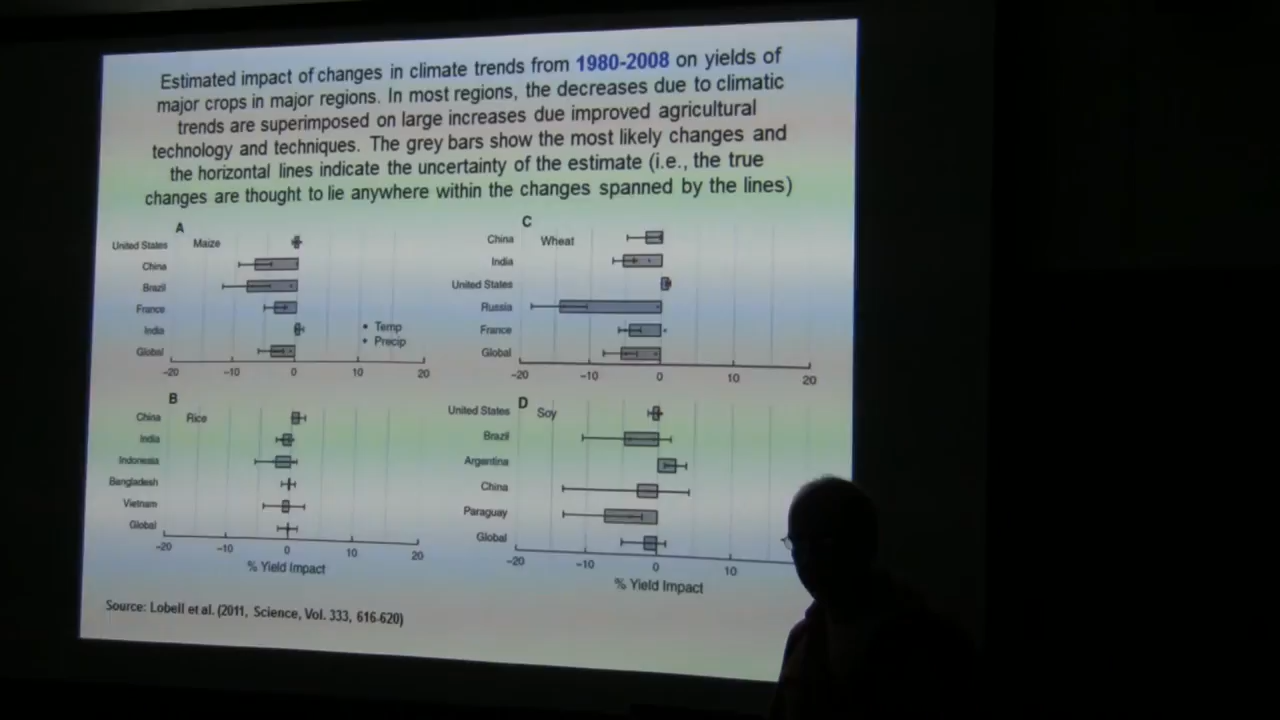 Estimated impact of changes in climate trends from 1980-2008 on yields of
major crops in major regions. In most regions, the decreases due to climatic
trends are superimposed on large increases due improved agricultural
technology and techniques. The grey bars show the most likely changes and
the horizontal lines indicate the uncertainty of the estimate (i.e., the true
changes are thought to lie anywhere within the changes spanned by the lines)
A
Maize
United States
China
Brazil
France
India
Global
• Temp
• Precip
−20 −10 0 10 20
C
Wheat
China
India
United States
Russia
France
Global
−20 −10 0 10 20
B
Rice
China
India
Indonesia
Bangladesh
Vietnam
Global
−20 −10 0 10 20
% Yield Impact
D
Soy
United States
Brazil
Argentina
China
Paraguay
Global
−20 −10 0 10
% Yield Impact
Source: Lobell et al. (2011, Science, Vol. 333, 616-620)